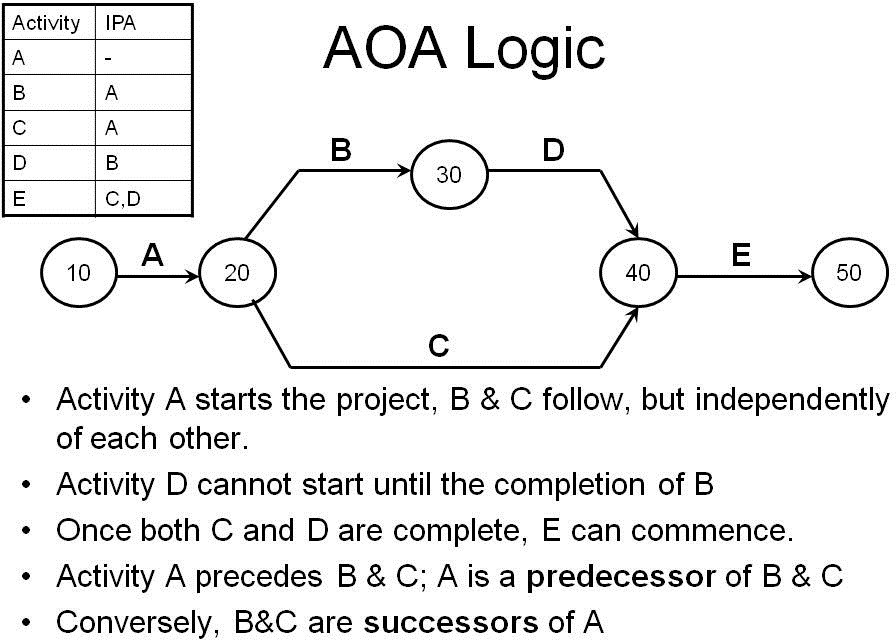 Activity IPA
A -
B A
C A
D B
E C,D
AOA Logic
B
D
30
10
A
20
40
E
50
C
• Activity A starts the project, B & C follow, but independently
of each other.
• Activity D cannot start until the completion of B
• Once both C and D are complete, E can commence.
• Activity A precedes B & C; A is a predecessor of B & C
• Conversely, B&C are successors of A